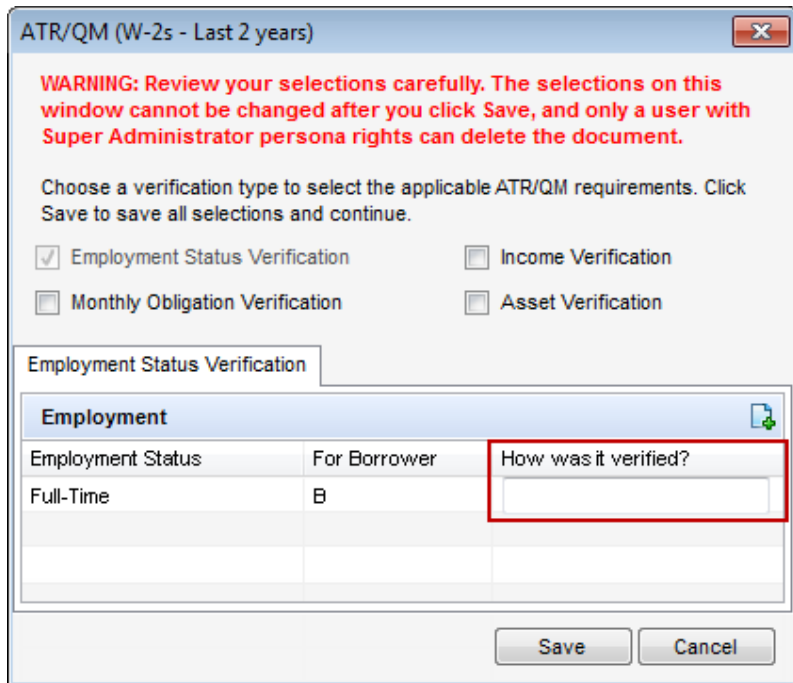 ATR/QM (W-2s - Last 2 years)
WARNING: Review your selections carefully. The selections on this
window cannot be changed after you click Save, and only a user with
Super Administrator persona rights can delete the document.
Choose a verification type to select the applicable ATR/QM requirements. Click
Save to save all selections and continue.
Employment Status Verification
Income Verification
Monthly Obligation Verification
Asset Verification
Employment Status Verification
Employment
Employment Status For Borrower How was it verified?
Full-Time B
Save Cancel